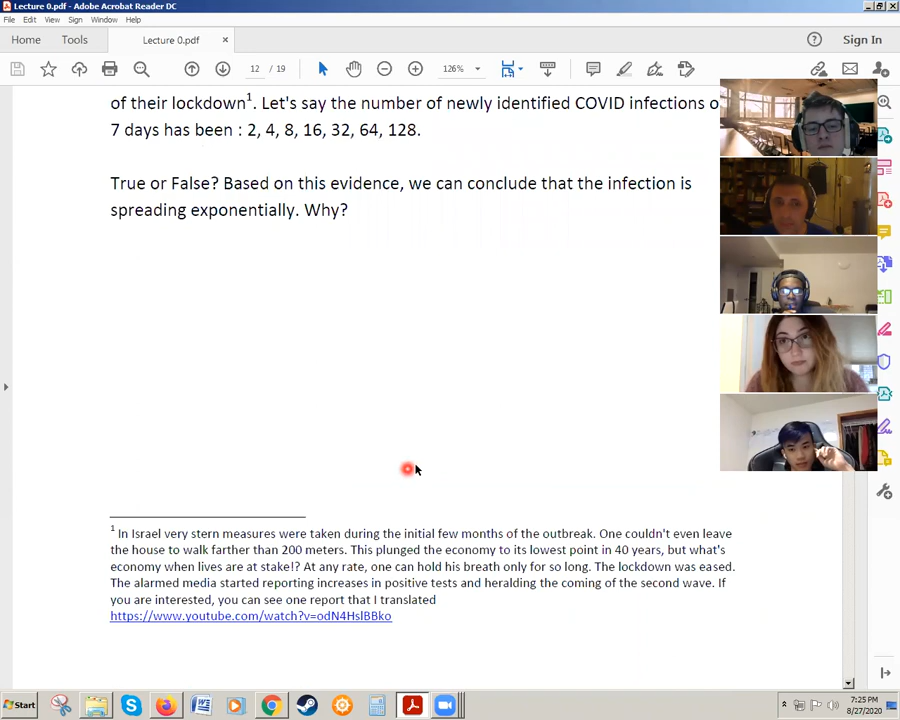 Lecture 0.pdf - Adobe Acrobat Reader DC
File Edit View Sign Window Help
Home Tools Lecture 0.pdf × Sign In
12 / 19 126%
of their lockdown¹. Let's say the number of newly identified COVID infections o
7 days has been : 2, 4, 8, 16, 32, 64, 128.
True or False? Based on this evidence, we can conclude that the infection is
spreading exponentially. Why?
¹ In Israel very stern measures were taken during the initial few months of the outbreak. One couldn't even leave
the house to walk farther than 200 meters. This plunged the economy to its lowest point in 40 years, but what's
economy when lives are at stake!? At any rate, one can hold his breath only for so long. The lockdown was eased.
The alarmed media started reporting increases in positive tests and heralding the coming of the second wave. If
you are interested, you can see one report that I translated
https://www.youtube.com/watch?v=odN4HslBBko
Start
7:25 PM
8/27/2020